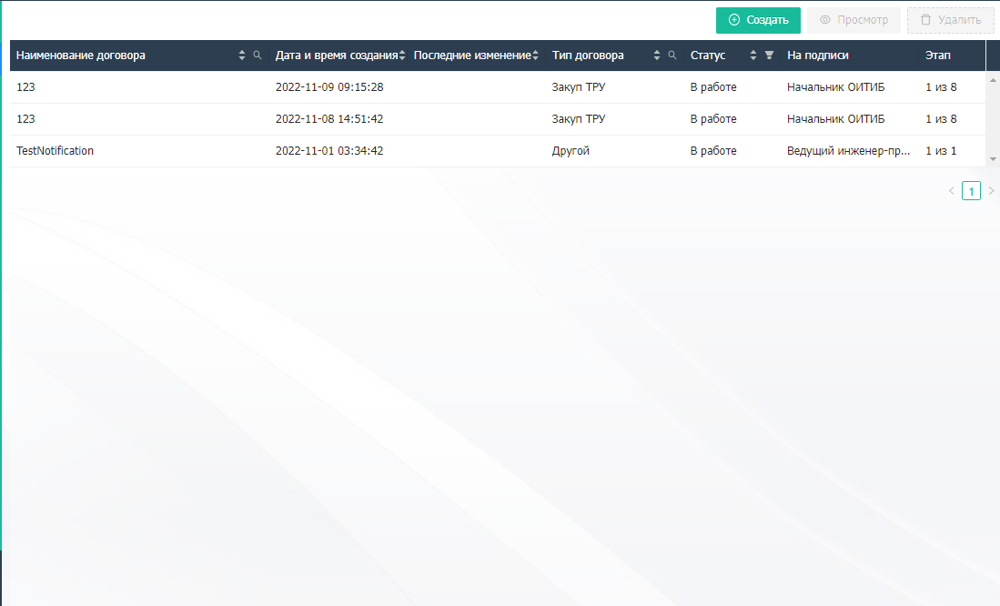 Создать Просмотр Удалить
Наименование договора Дата и время создания Последние изменение Тип договора Статус На подписи Этап
123 2022-11-09 09:15:28 Закуп ТРУ В работе Начальник ОИТИБ 1 из 8
123 2022-11-08 14:51:42 Закуп ТРУ В работе Начальник ОИТИБ 1 из 8
TestNotification 2022-11-01 03:34:42 Другой В работе Ведущий инженер-пр... 1 из 1
1